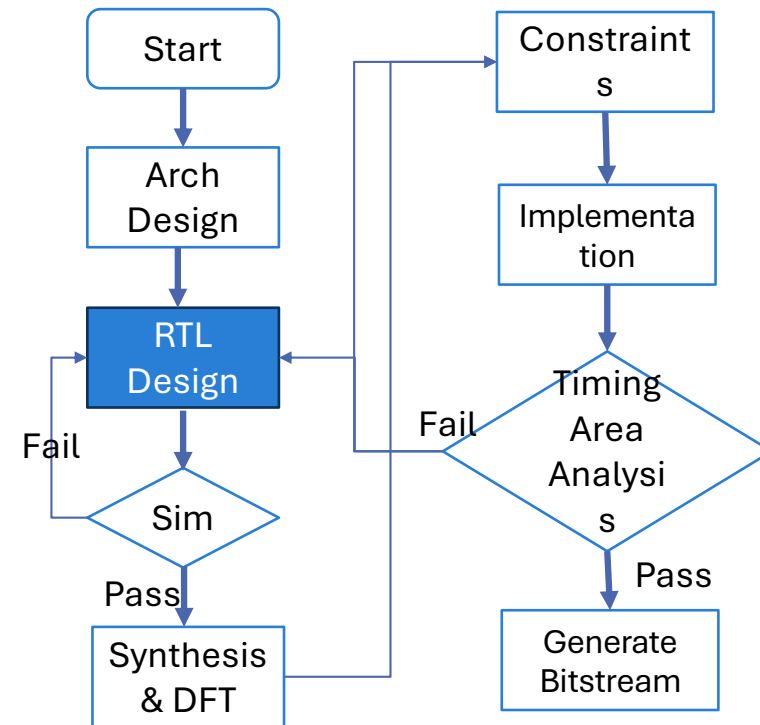 Start
Arch
Design
RTL
Design
Fail
Sim
Pass
Synthesis
& DFT
Constraint
s
Implementa
tion
Timing
Area
Analysi
s
Fail
Pass
Generate
Bitstream